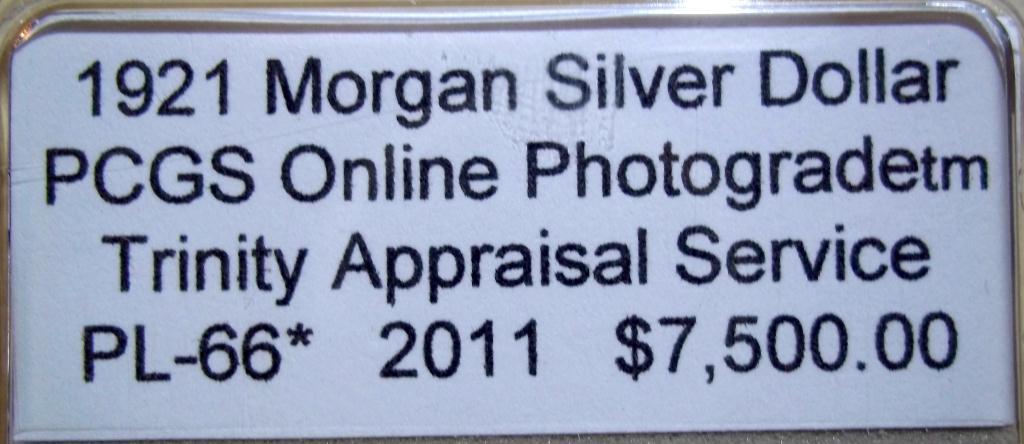 1921 Morgan Silver Dollar
PCGS Online Photogradetm
Trinity Appraisal Service
PL-66* 2011 $7,500.00